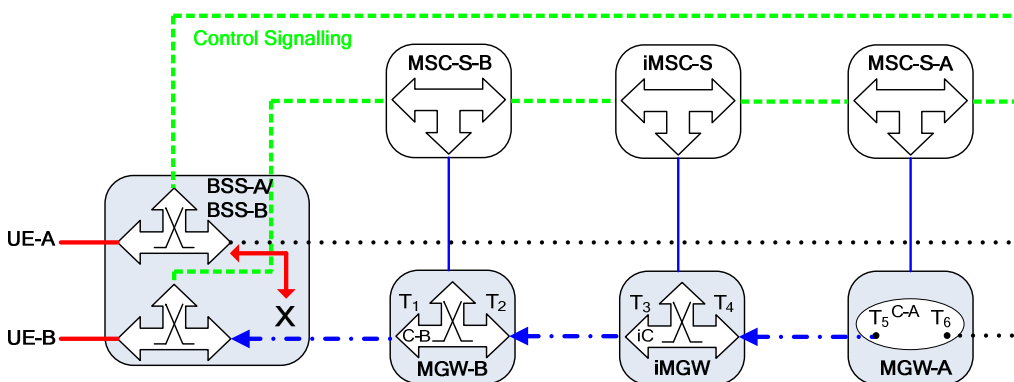 Control Signalling
MSC-S-B
iMSC-S
MSC-S-A
BSS-A/
BSS-B
UE-A
X
UE-B
T1
T2
C-B
MGW-B
T3
T4
iC
iMGW
T5
C-A
T6
MGW-A